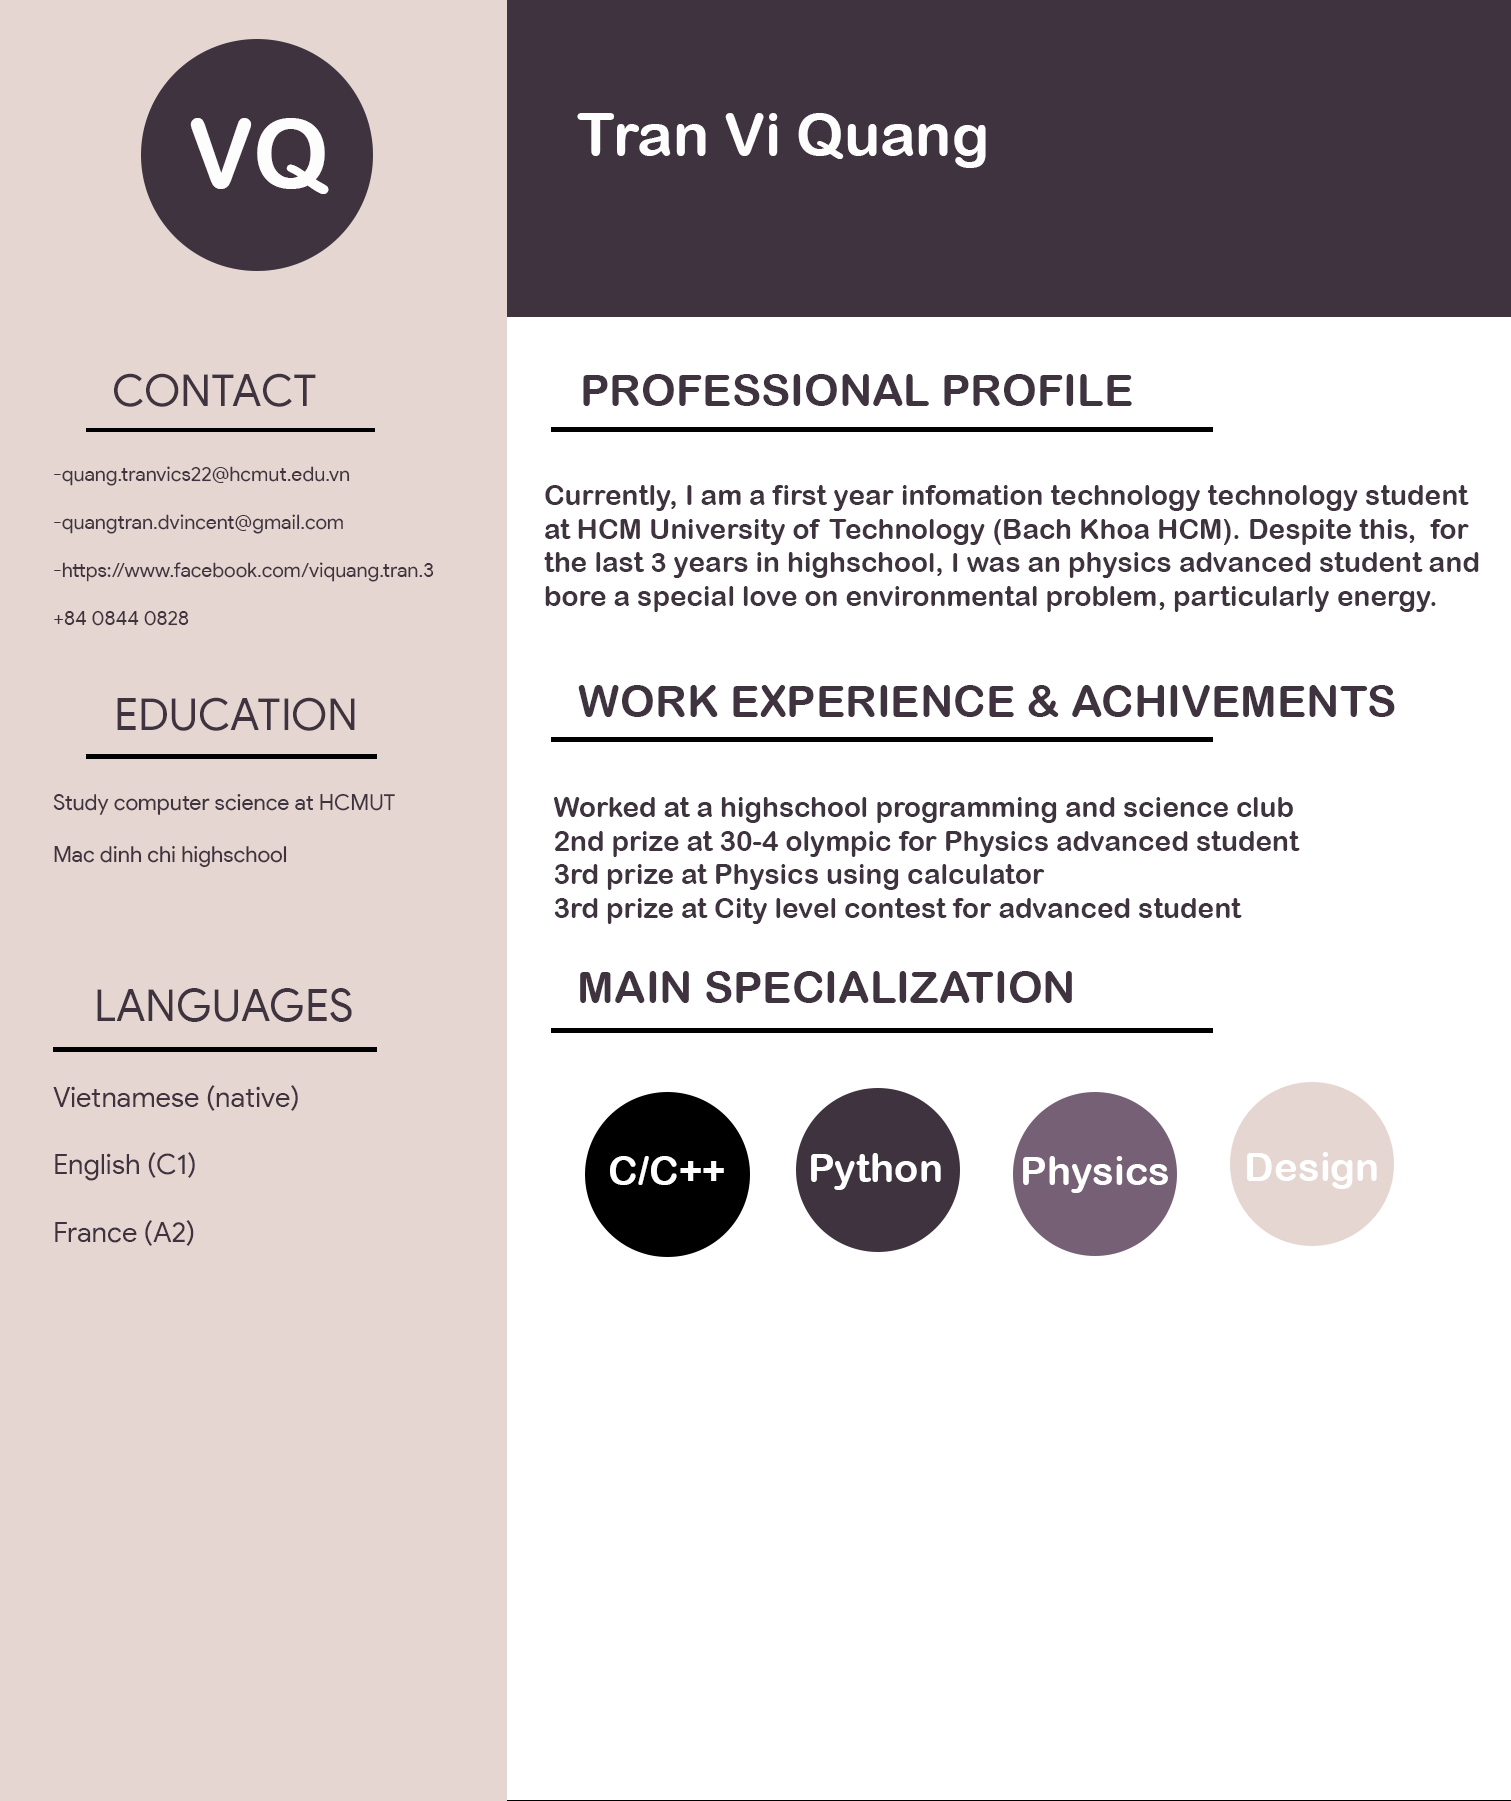 VQ
Tran Vi Quang
CONTACT
-quang.tranvics22@hcmut.edu.vn
-quangtran.dvincent@gmail.com
-https://www.facebook.com/viquang.tran.3
+84 0844 0828
EDUCATION
Study computer science at HCMUT
Mac dinh chi highschool
LANGUAGES
Vietnamese (native)
English (C1)
France (A2)
PROFESSIONAL PROFILE
Currently, I am a first year infomation technology technology student
at HCM University of Technology (Bach Khoa HCM). Despite this, for
the last 3 years in highschool, I was an physics advanced student and
bore a special love on environmental problem, particularly energy.
WORK EXPERIENCE & ACHIVEMENTS
Worked at a highschool programming and science club
2nd prize at 30-4 olympic for Physics advanced student
3rd prize at Physics using calculator
3rd prize at City level contest for advanced student
MAIN SPECIALIZATION
C/C++
Python
Physics
Design